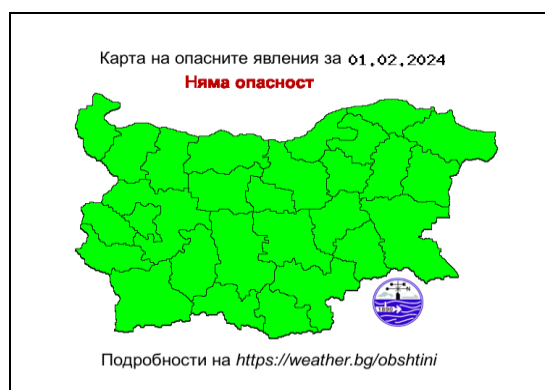 Карта на опасните явления за 01.02.2024
Няма опасност
Подробности на https://weather.bg/obshtini